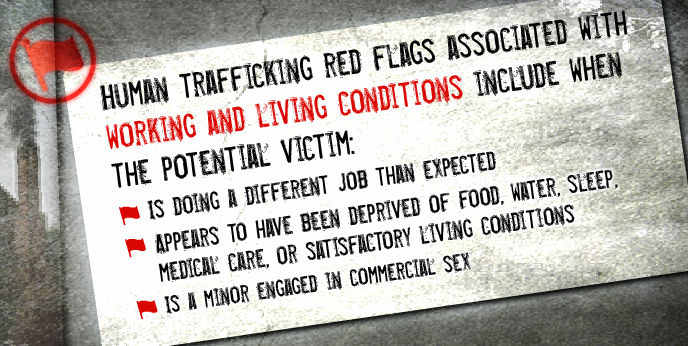 HUMAN TRAFFICKING RED FLAGS ASSOCIATED WITH
WORKING AND LIVING CONDITIONS INCLUDE WHEN
THE POTENTIAL VICTIM:
IS DOING A DIFFERENT JOB THAN EXPECTED
APPEARS TO HAVE BEEN DEPRIVED OF FOOD, WATER, SLEEP,
MEDICAL CARE, OR SATISFACTORY LIVING CONDITIONS
IS A MINOR ENGAGED IN COMMERCIAL SEX